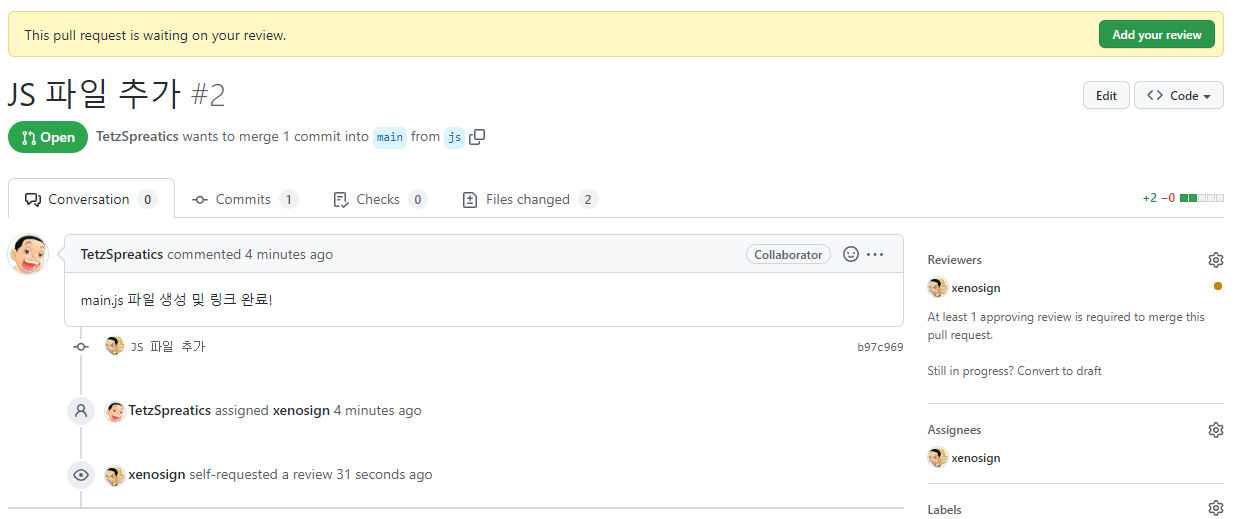 This pull request is waiting on your review.
Add your review
JS 파일 추가 #2
Edit
Code
Open
TetzSpreatics wants to merge 1 commit into main from js
Conversation 0
Commits 1
Checks 0
Files changed 2
+2 −0
TetzSpreatics commented 4 minutes ago
Collaborator
main.js 파일 생성 및 링크 완료!
JS 파일 추가
b97c969
TetzSpreatics assigned xenosign 4 minutes ago
xenosign self-requested a review 31 seconds ago
Reviewers
xenosign
At least 1 approving review is required to merge this
pull request.
Still in progress? Convert to draft
Assignees
xenosign
Labels